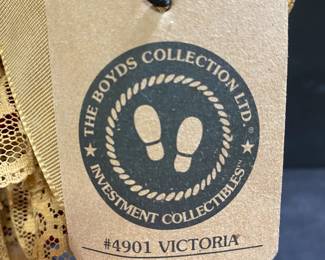 ★ THE BOYDS COLLECTION LTD.® ★
INVESTMENT COLLECTIBLES™
#4901 VICTORIA